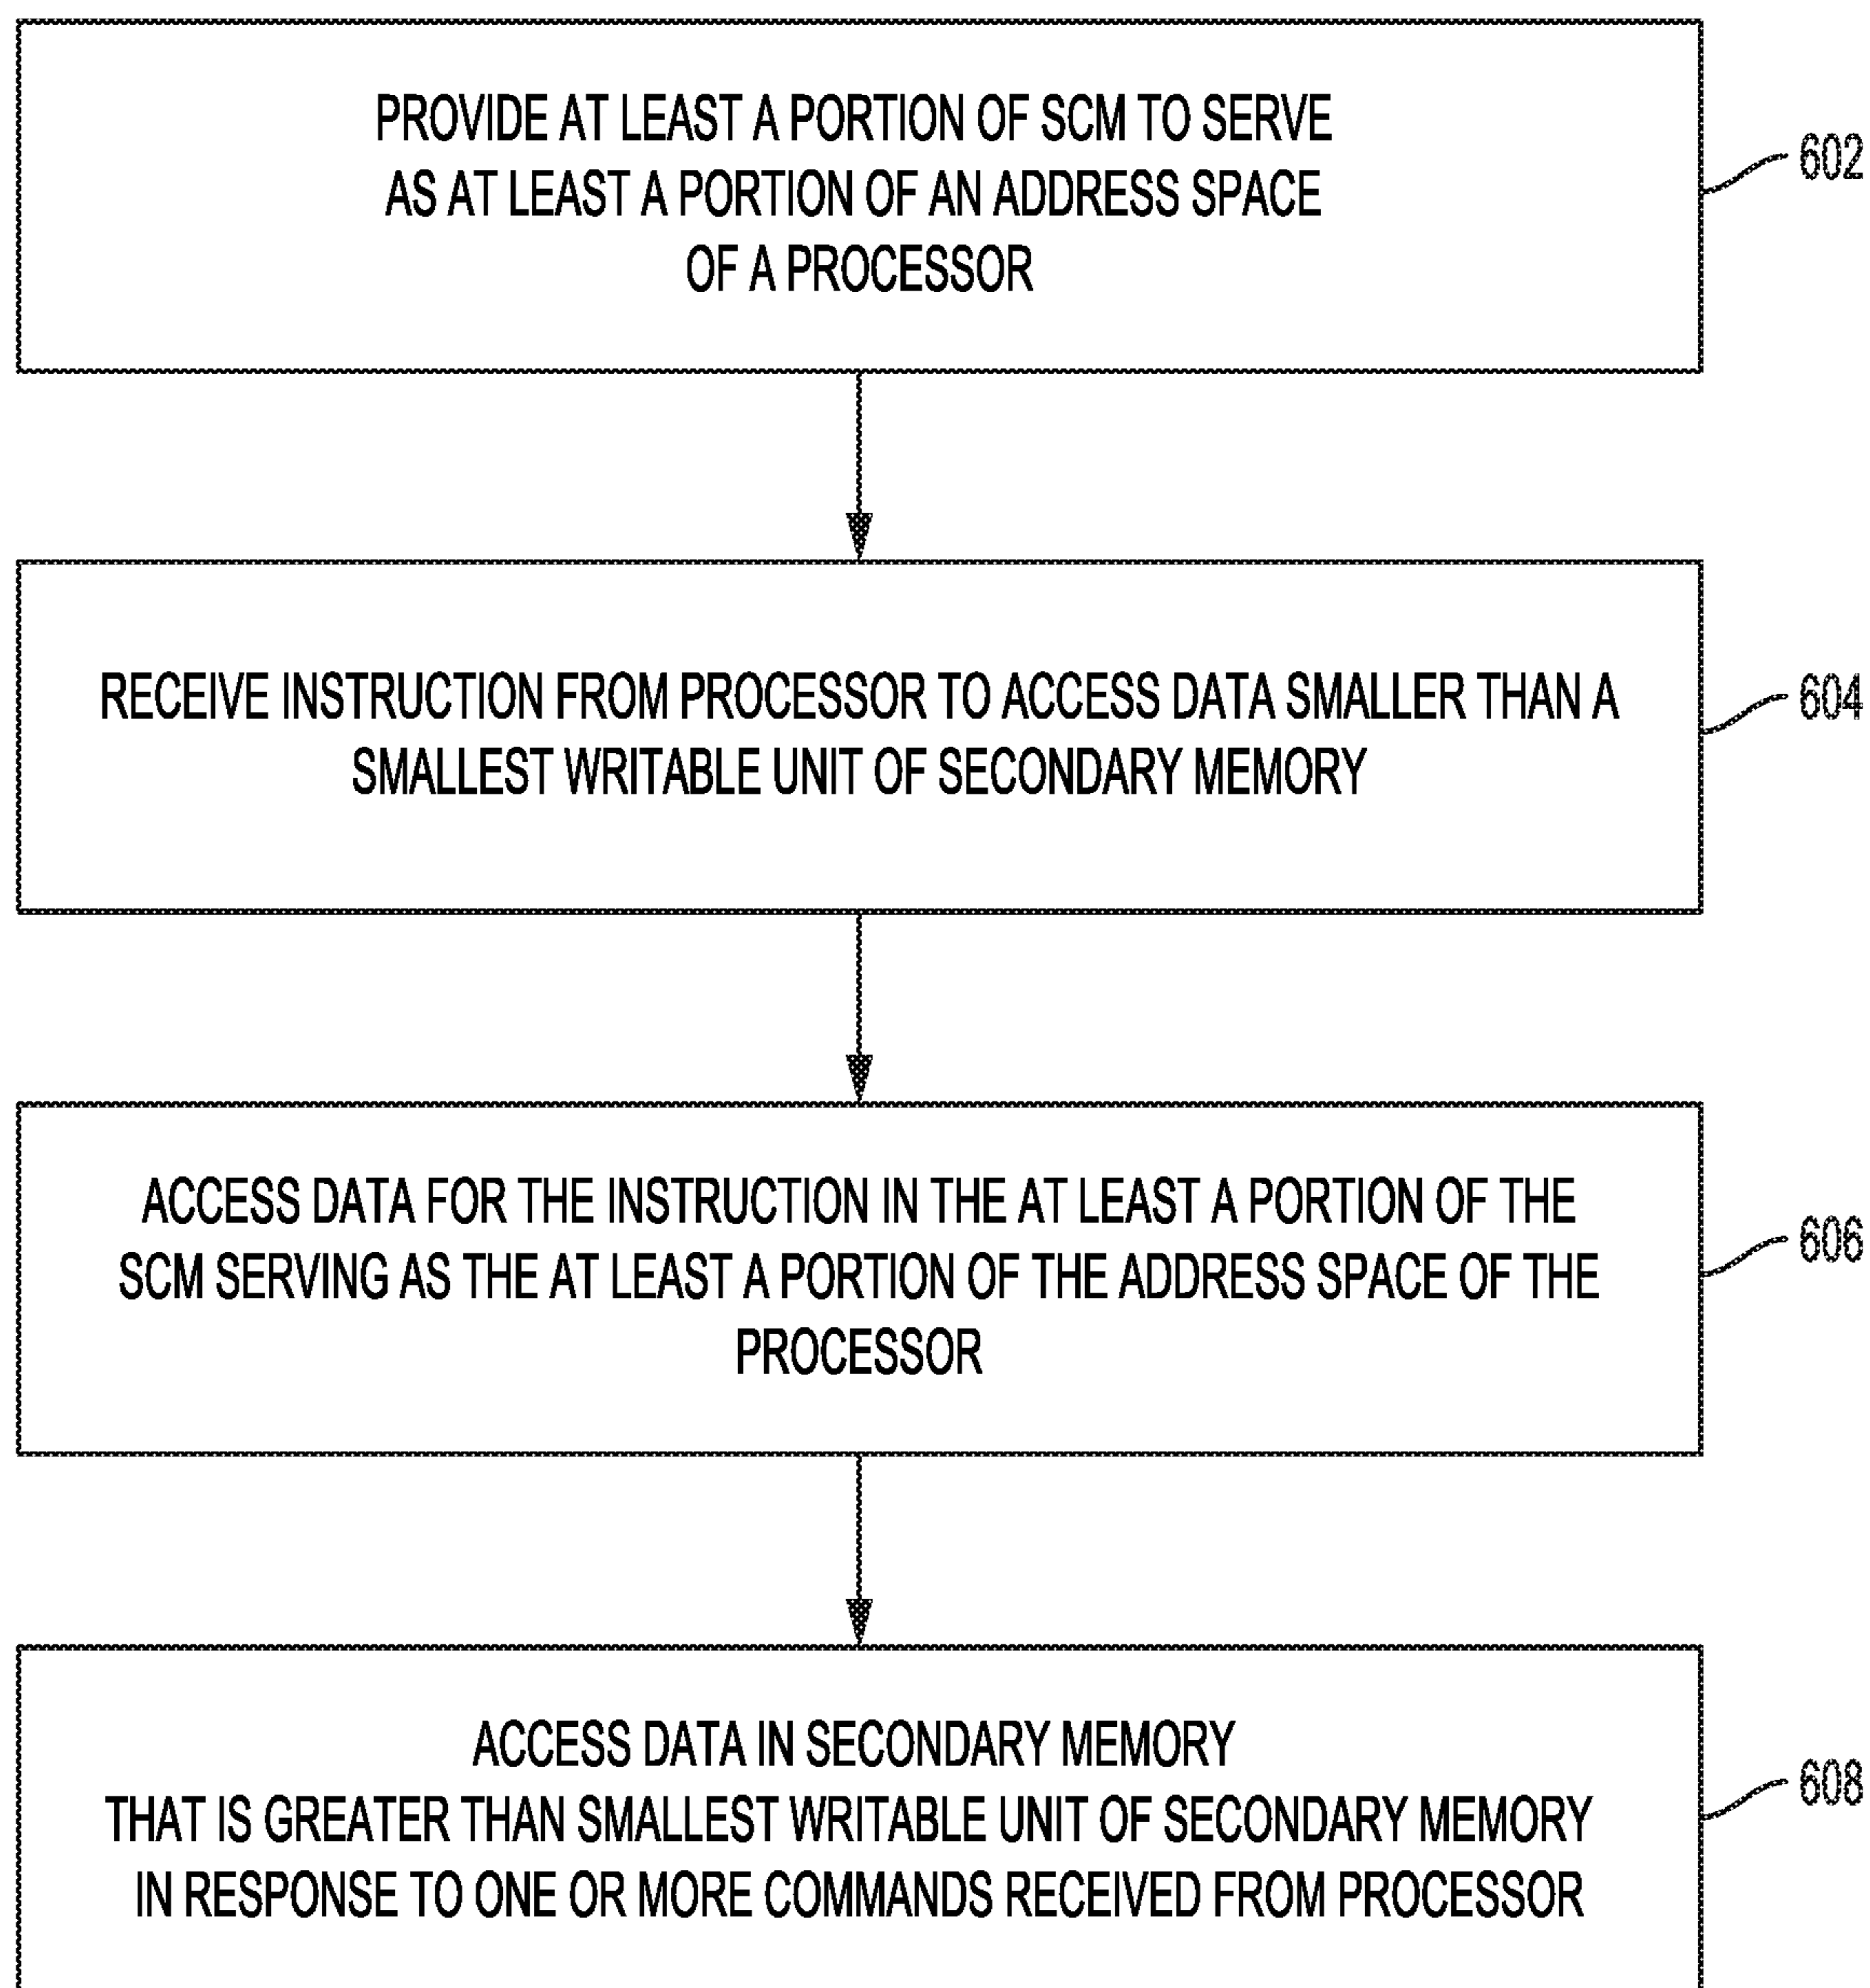 PROVIDE AT LEAST A PORTION OF SCM TO SERVE
AS AT LEAST A PORTION OF AN ADDRESS SPACE
OF A PROCESSOR
602
RECEIVE INSTRUCTION FROM PROCESSOR TO ACCESS DATA SMALLER THAN A
SMALLEST WRITABLE UNIT OF SECONDARY MEMORY
604
ACCESS DATA FOR THE INSTRUCTION IN THE AT LEAST A PORTION OF THE
SCM SERVING AS THE AT LEAST A PORTION OF THE ADDRESS SPACE OF THE
PROCESSOR
606
ACCESS DATA IN SECONDARY MEMORY
THAT IS GREATER THAN SMALLEST WRITABLE UNIT OF SECONDARY MEMORY
IN RESPONSE TO ONE OR MORE COMMANDS RECEIVED FROM PROCESSOR
608